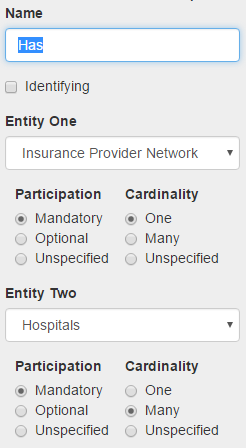 Name
Has
Identifying
Entity One
Insurance Provider Network
Participation Cardinality
Mandatory One
Optional Many
Unspecified Unspecified
Entity Two
Hospitals
Participation Cardinality
Mandatory One
Optional Many
Unspecified Unspecified